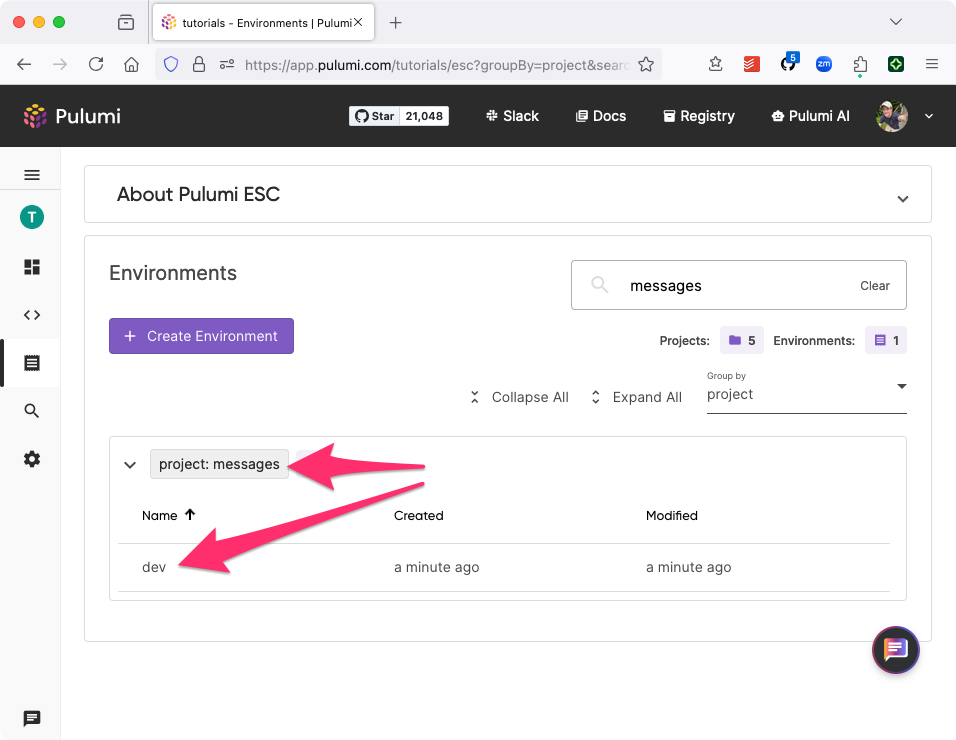 tutorials - Environments | Pulumi
https://app.pulumi.com/tutorials/esc?groupBy=project&searc
5
zm
Pulumi
Star 21,048
Slack
Docs
Registry
Pulumi AI
T
About Pulumi ESC
Environments
messages
Clear
Create Environment
Projects: 5 Environments: 1
Group by
Collapse All
Expand All
project
project: messages
Name
Created
Modified
dev
a minute ago
a minute ago